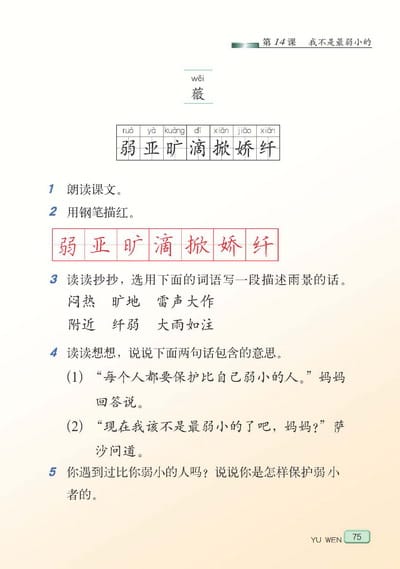 第14课 我不是最弱小的
wēi
薇
ruò yà kuàng dī xiān jiāo xiān
弱亚旷滴掀娇纤
1 朗读课文。
2 用钢笔描红。
弱亚旷滴掀娇纤
3 读读抄抄，选用下面的词语写一段描述雨景的话。
闷热 旷地 雷声大作
附近 纤弱 大雨如注
4 读读想想，说说下面两句话包含的意思。
(1)“每个人都要保护比自己弱小的人。”妈妈
回答说。
(2)“现在我该不是最弱小的了吧，妈妈？”萨
沙问道。
5 你遇到过比你弱小的人吗？说说你是怎样保护弱小
者的。
YU WEN 75